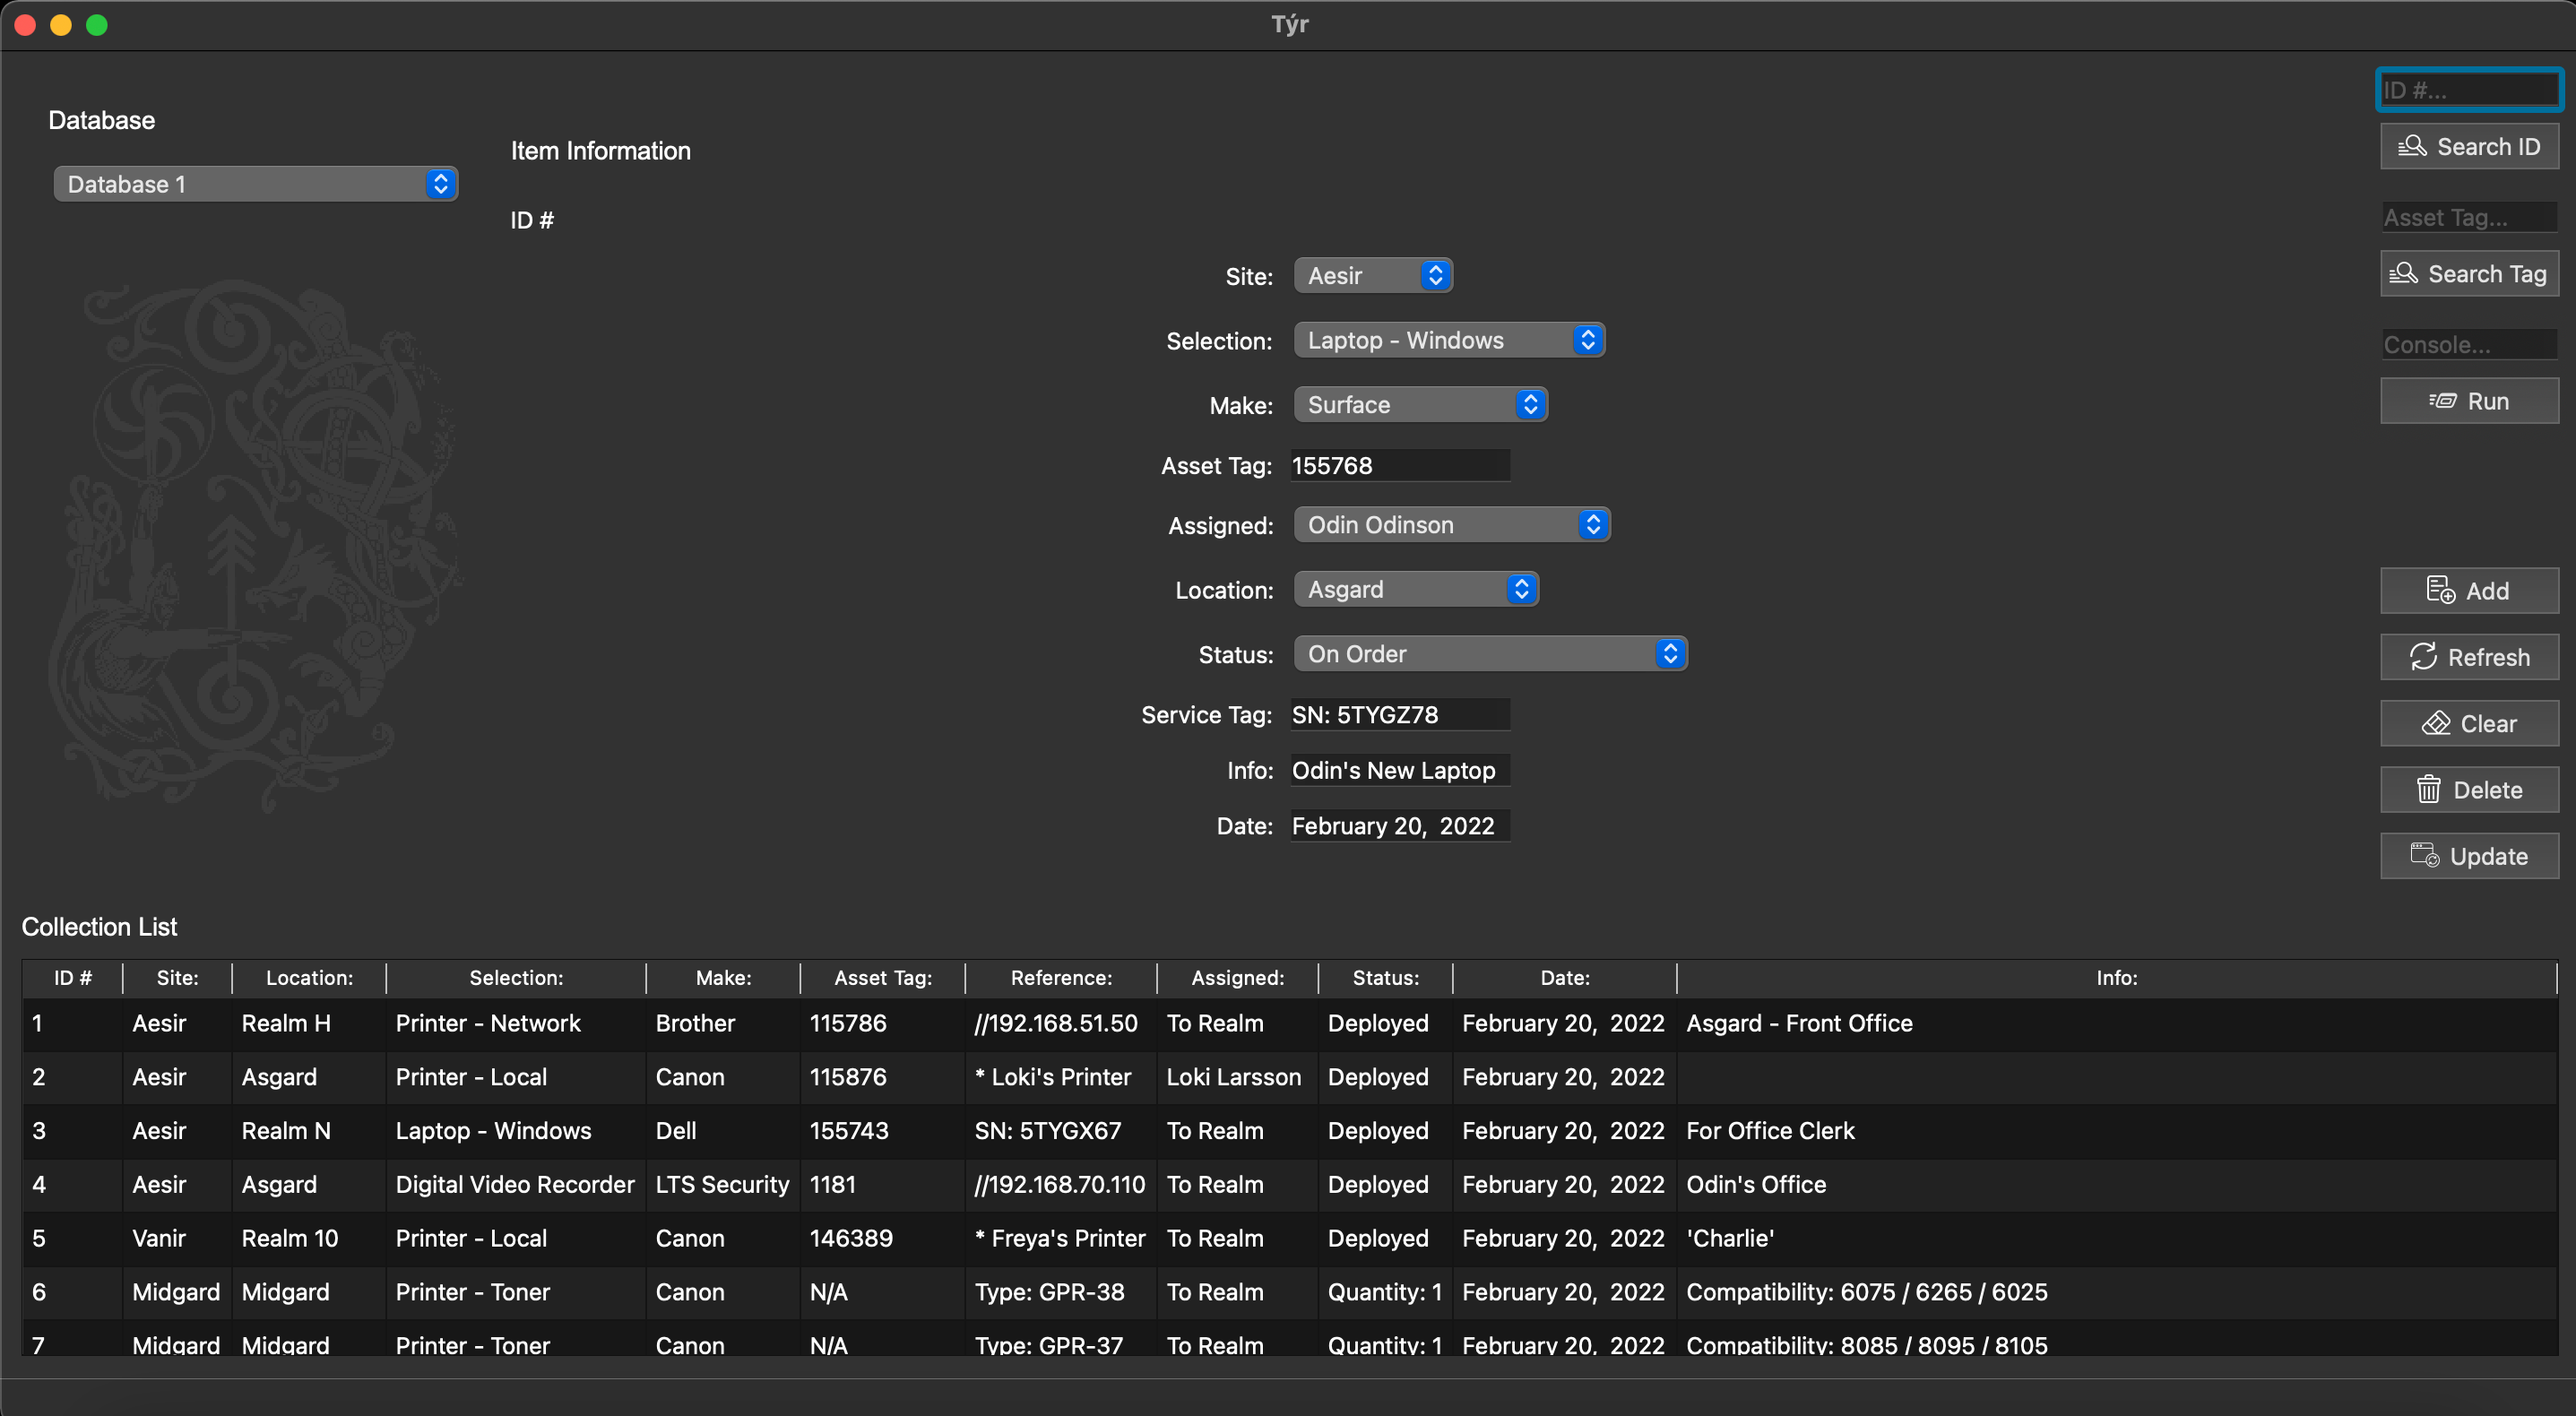 Týr
Database
Database 1
Item Information
ID #
Site: Aesir
Selection: Laptop - Windows
Make: Surface
Asset Tag: 155768
Assigned: Odin Odinson
Location: Asgard
Status: On Order
Service Tag: SN: 5TYGZ78
Info: Odin's New Laptop
Date: February 20,  2022
ID #...
Search ID
Asset Tag...
Search Tag
Console...
Run
Add
Refresh
Clear
Delete
Update
Collection List
ID # Site: Location: Selection: Make: Asset Tag: Reference: Assigned: Status: Date: Info:
1 Aesir Realm H Printer - Network Brother 115786 //192.168.51.50 To Realm Deployed February 20,  2022 Asgard - Front Office
2 Aesir Asgard Printer - Local Canon 115876 * Loki's Printer Loki Larsson Deployed February 20,  2022
3 Aesir Realm N Laptop - Windows Dell 155743 SN: 5TYGX67 To Realm Deployed February 20,  2022 For Office Clerk
4 Aesir Asgard Digital Video Recorder LTS Security 1181 //192.168.70.110 To Realm Deployed February 20,  2022 Odin's Office
5 Vanir Realm 10 Printer - Local Canon 146389 * Freya's Printer To Realm Deployed February 20,  2022 'Charlie'
6 Midgard Midgard Printer - Toner Canon N/A Type: GPR-38 To Realm Quantity: 1 February 20,  2022 Compatibility: 6075 / 6265 / 6025
7 Midgard Midgard Printer - Toner Canon N/A Type: GPR-37 To Realm Quantity: 1 February 20,  2022 Compatibility: 8085 / 8095 / 8105